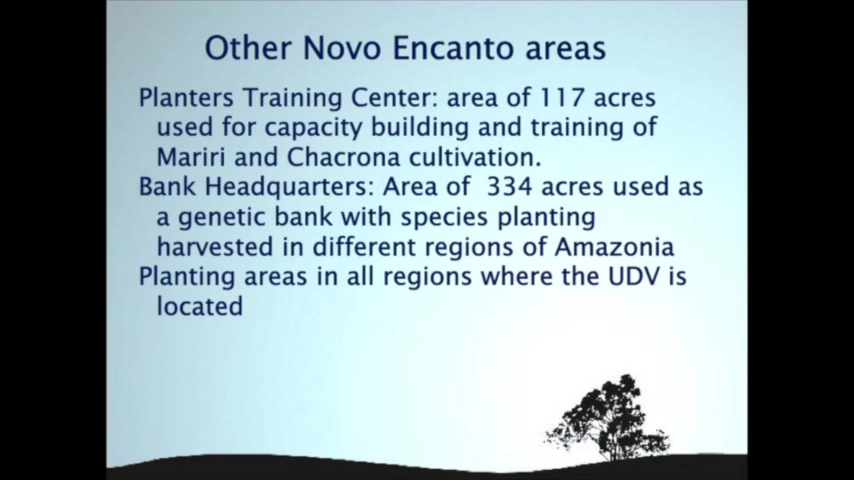 Other Novo Encanto areas
Planters Training Center: area of 117 acres
used for capacity building and training of
Mariri and Chacrona cultivation.
Bank Headquarters: Area of 334 acres used as
a genetic bank with species planting
harvested in different regions of Amazonia
Planting areas in all regions where the UDV is
located